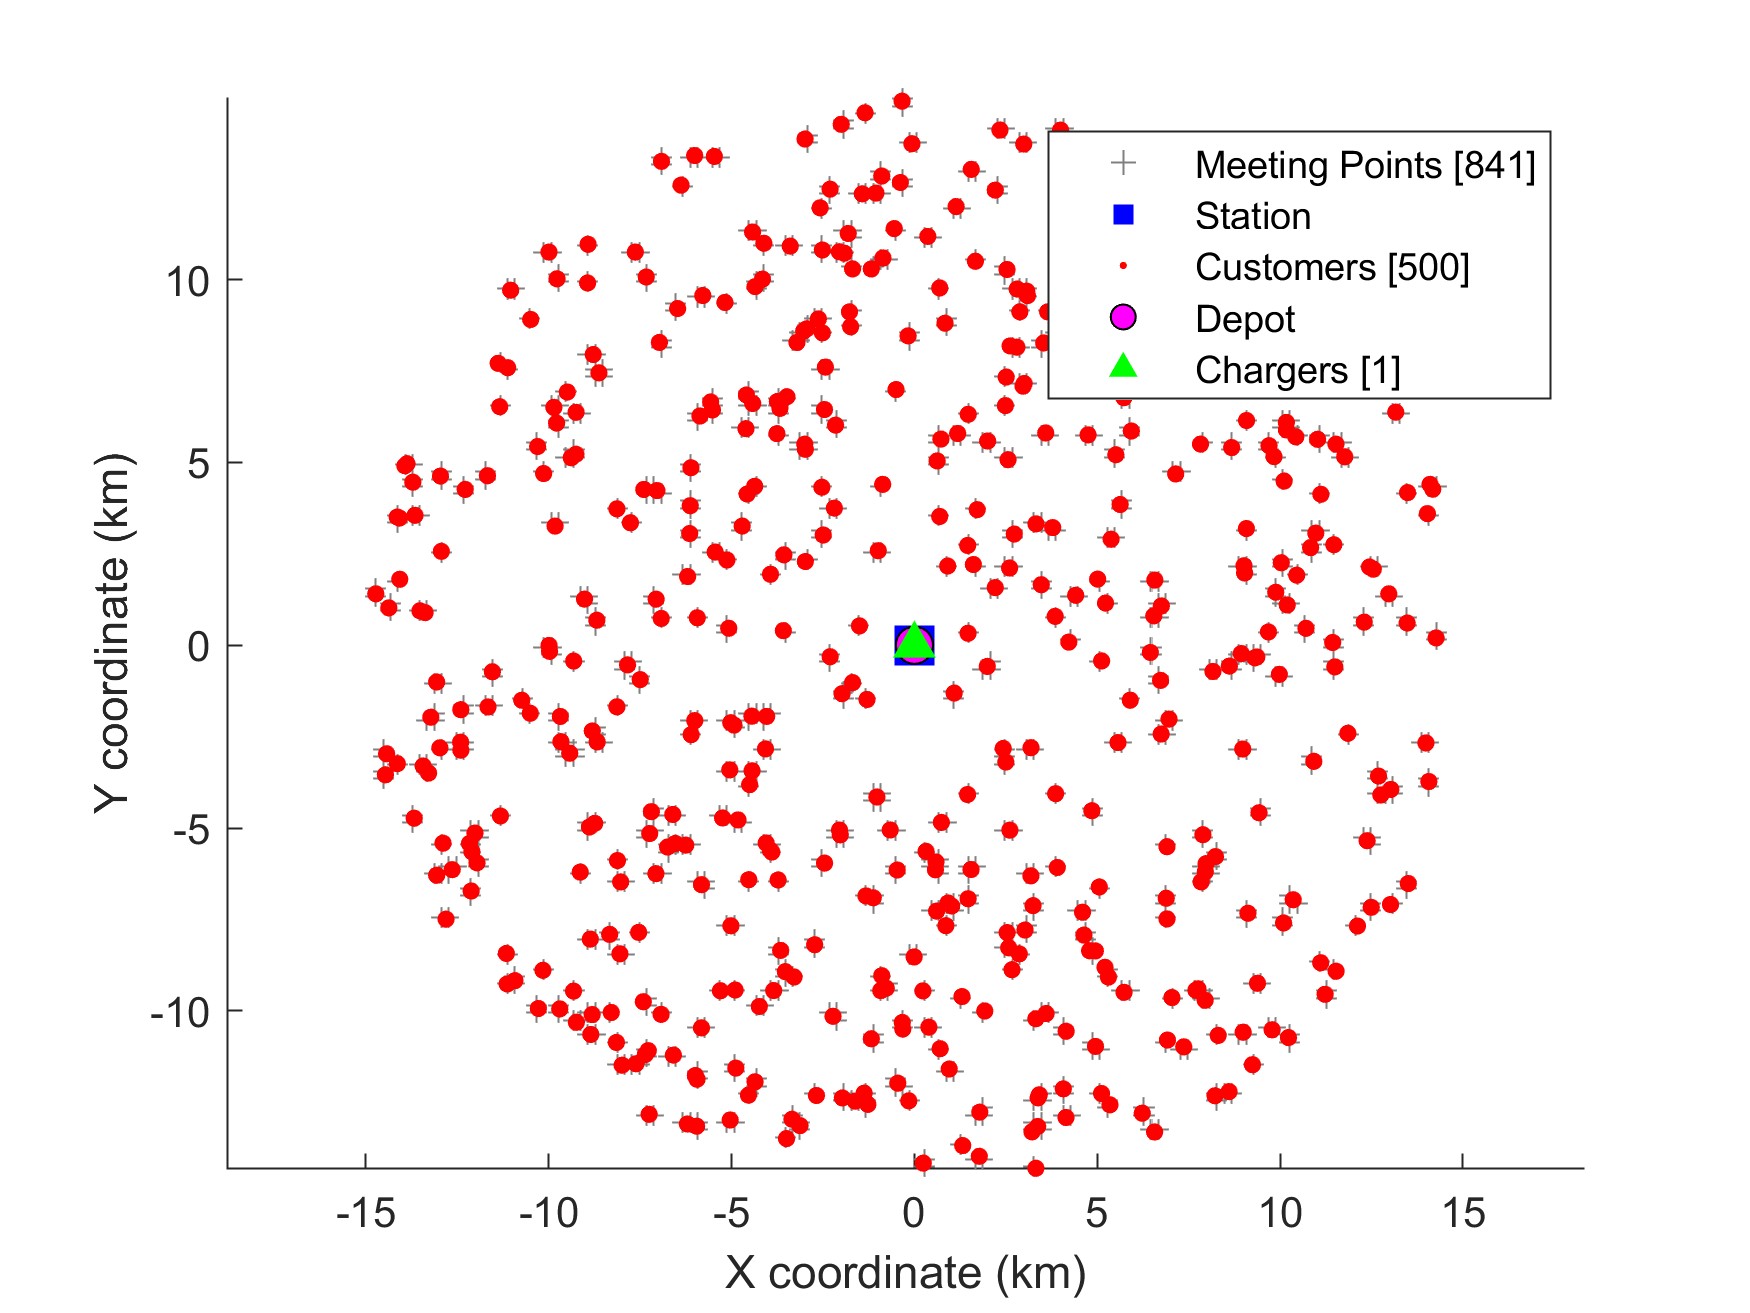 Meeting Points [841]
Station
Customers [500]
Depot
Chargers [1]
10
5
0
-5
-10
Y coordinate (km)
-15
-10
-5
0
5
10
15
X coordinate (km)